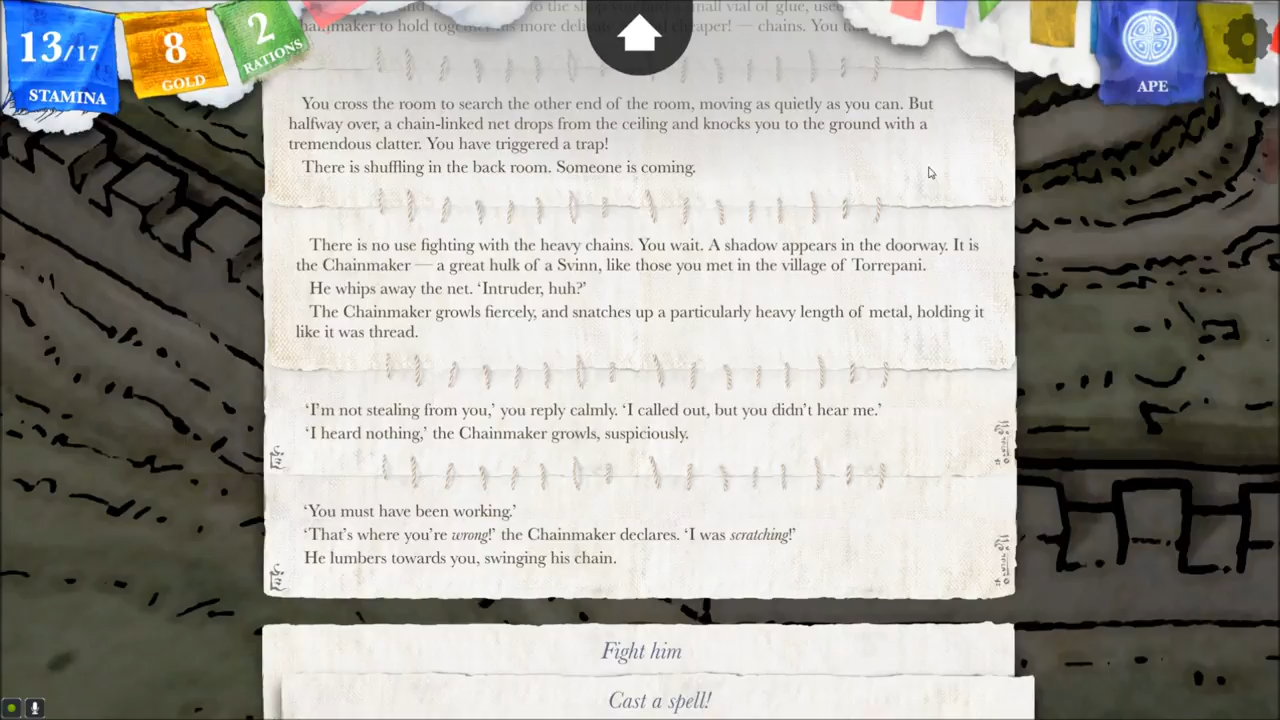 13/17
STAMINA
8
GOLD
2
RATIONS
APE
to hold
more
cheaper! — chains. You
You cross the room to search the other end of the room, moving as quietly as you can. But
halfway over, a chain-linked net drops from the ceiling and knocks you to the ground with a
tremendous clatter. You have triggered a trap!
There is shuffling in the back room. Someone is coming.
There is no use fighting with the heavy chains. You wait. A shadow appears in the doorway. It is
the Chainmaker — a great hulk of a Svinn, like those you met in the village of Torrepani.
He whips away the net. ‘Intruder, huh?’
The Chainmaker growls fiercely, and snatches up a particularly heavy length of metal, holding it
like it was thread.
‘I’m not stealing from you,’ you reply calmly. ‘I called out, but you didn’t hear me.’
‘I heard nothing,’ the Chainmaker growls, suspiciously.
‘You must have been working.’
‘That’s where you’re wrong!’ the Chainmaker declares. ‘I was scratching!’
He lumbers towards you, swinging his chain.
Fight him
Cast a spell!